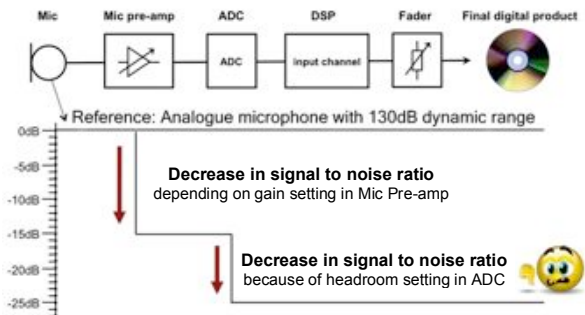 Mic Mic pre-amp ADC DSP Fader Final digital product
ADC Input channel
Reference: Analogue microphone with 130dB dynamic range
0dB
-5dB
Decrease in signal to noise ratio
depending on gain setting in Mic Pre-amp
-10dB
-15dB
Decrease in signal to noise ratio
-20dB
because of headroom setting in ADC
-25dB